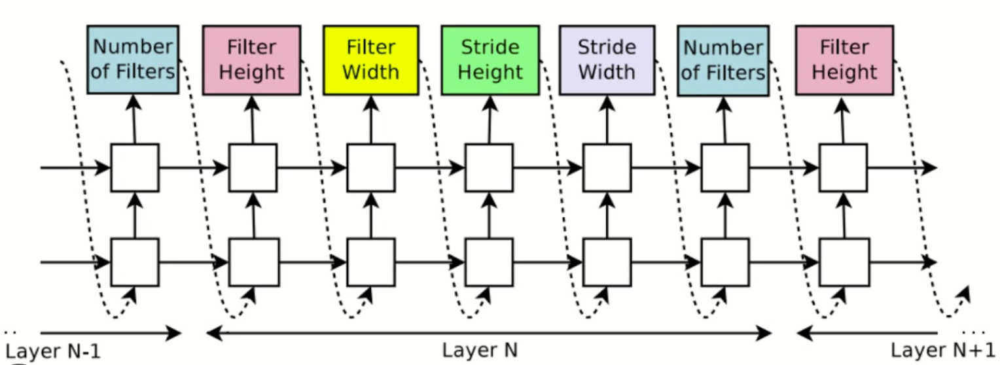 Number
of Filters
Filter
Height
Filter
Width
Stride
Height
Stride
Width
Number
of Filters
Filter
Height
..
Layer N-1
Layer N
...
Layer N+1